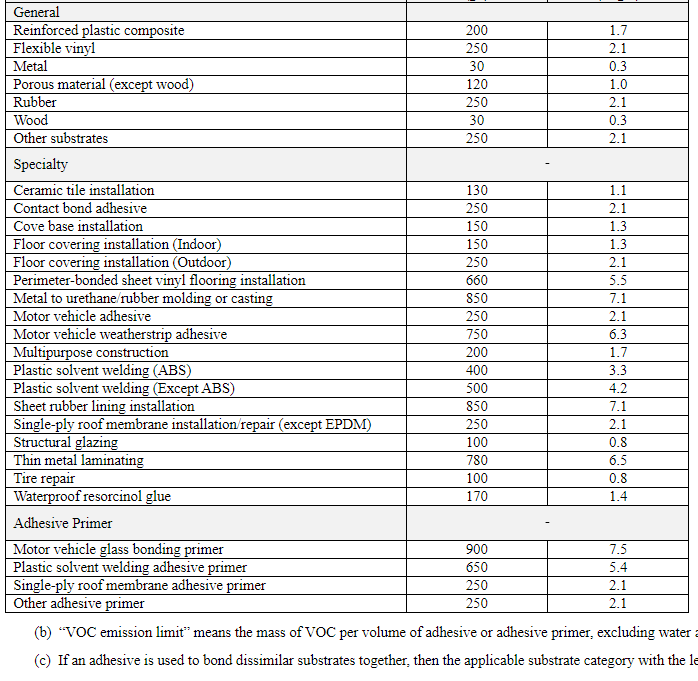 General
Reinforced plastic composite 200 1.7
Flexible vinyl 250 2.1
Metal 30 0.3
Porous material (except wood) 120 1.0
Rubber 250 2.1
Wood 30 0.3
Other substrates 250 2.1
Specialty -
Ceramic tile installation 130 1.1
Contact bond adhesive 250 2.1
Cove base installation 150 1.3
Floor covering installation (Indoor) 150 1.3
Floor covering installation (Outdoor) 250 2.1
Perimeter-bonded sheet vinyl flooring installation 660 5.5
Metal to urethane/rubber molding or casting 850 7.1
Motor vehicle adhesive 250 2.1
Motor vehicle weatherstrip adhesive 750 6.3
Multipurpose construction 200 1.7
Plastic solvent welding (ABS) 400 3.3
Plastic solvent welding (Except ABS) 500 4.2
Sheet rubber lining installation 850 7.1
Single-ply roof membrane installation/repair (except EPDM) 250 2.1
Structural glazing 100 0.8
Thin metal laminating 780 6.5
Tire repair 100 0.8
Waterproof resorcinol glue 170 1.4
Adhesive Primer -
Motor vehicle glass bonding primer 900 7.5
Plastic solvent welding adhesive primer 650 5.4
Single-ply roof membrane adhesive primer 250 2.1
Other adhesive primer 250 2.1
(b) “VOC emission limit” means the mass of VOC per volume of adhesive or adhesive primer, excluding water
(c) If an adhesive is used to bond dissimilar substrates together, then the applicable substrate category with the